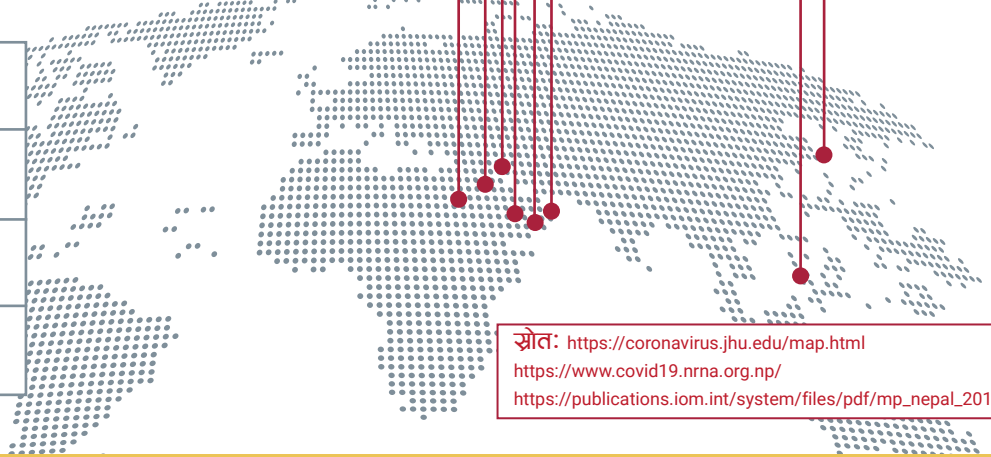 स्रोत: https://coronavirus.jhu.edu/map.html
https://www.covid19.nrna.org.np/
https://publications.iom.int/system/files/pdf/mp_nepal_201